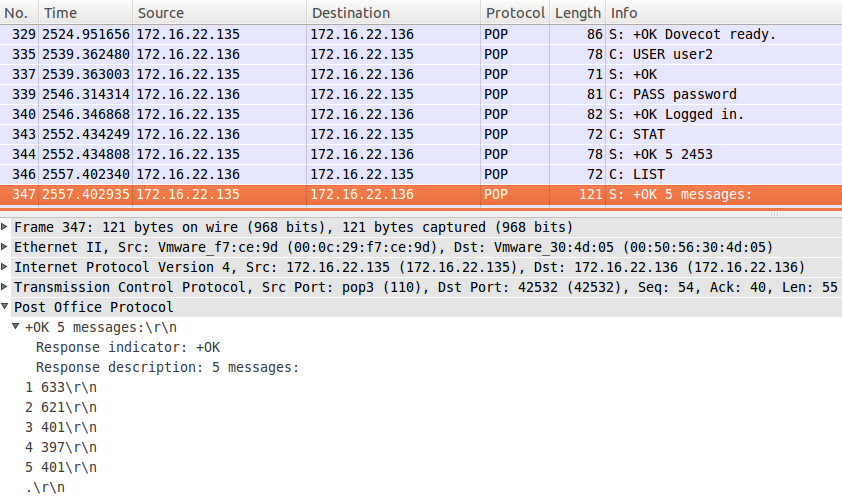 No. Time Source Destination Protocol Length Info
329 2524.951656 172.16.22.135 172.16.22.136 POP 86 S: +OK Dovecot ready.
335 2539.362480 172.16.22.136 172.16.22.135 POP 78 C: USER user2
337 2539.363003 172.16.22.135 172.16.22.136 POP 71 S: +OK
339 2546.314314 172.16.22.136 172.16.22.135 POP 81 C: PASS password
340 2546.346868 172.16.22.135 172.16.22.136 POP 82 S: +OK Logged in.
343 2552.434249 172.16.22.136 172.16.22.135 POP 72 C: STAT
344 2552.434808 172.16.22.135 172.16.22.136 POP 78 S: +OK 5 2453
346 2557.402340 172.16.22.136 172.16.22.135 POP 72 C: LIST
347 2557.402935 172.16.22.135 172.16.22.136 POP 121 S: +OK 5 messages:
Frame 347: 121 bytes on wire (968 bits), 121 bytes captured (968 bits)
Ethernet II, Src: Vmware_f7:ce:9d (00:0c:29:f7:ce:9d), Dst: Vmware_30:4d:05 (00:50:56:30:4d:05)
Internet Protocol Version 4, Src: 172.16.22.135 (172.16.22.135), Dst: 172.16.22.136 (172.16.22.136)
Transmission Control Protocol, Src Port: pop3 (110), Dst Port: 42532 (42532), Seq: 54, Ack: 40, Len: 55
Post Office Protocol
+OK 5 messages:\r\n
Response indicator: +OK
Response description: 5 messages:
1 633\r\n
2 621\r\n
3 401\r\n
4 397\r\n
5 401\r\n
.\r\n